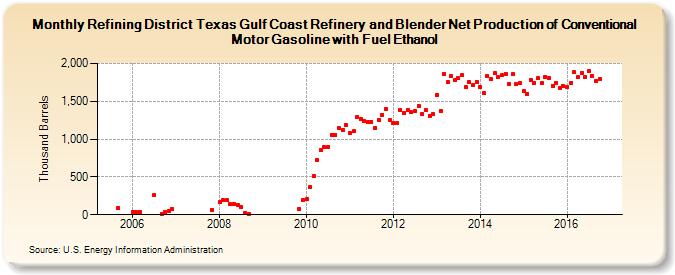 Monthly Refining District Texas Gulf Coast Refinery and Blender Net Production of Conventional
Motor Gasoline with Fuel Ethanol
Thousand Barrels
2,000
1,500
1,000
500
0
2006 2008 2010 2012 2014 2016
Source: U.S. Energy Information Administration